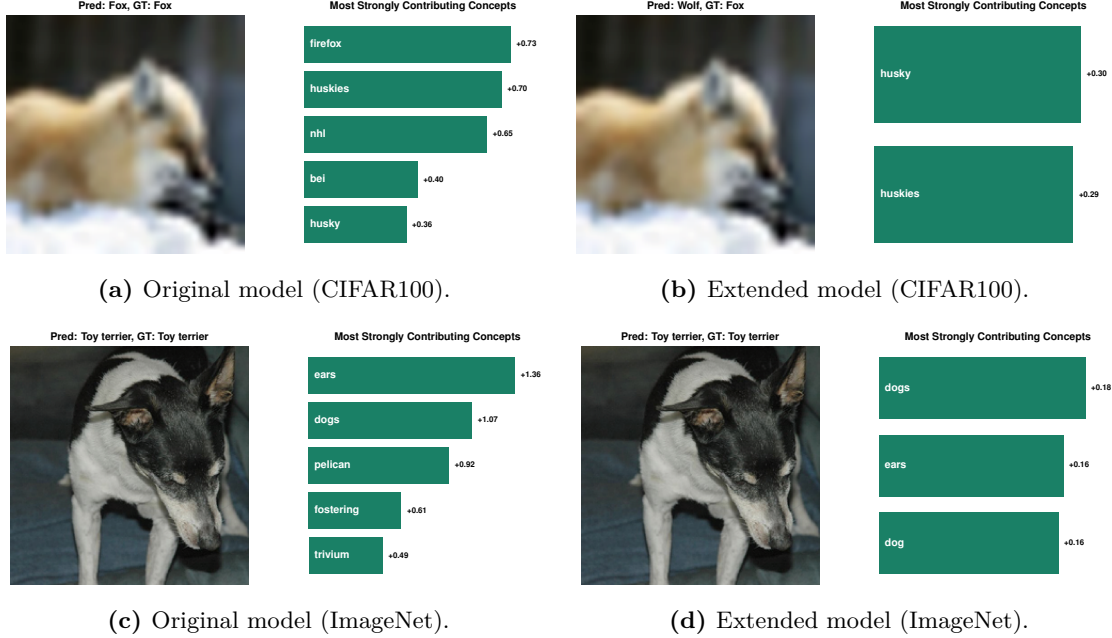 Pred: Fox, GT: Fox
Most Strongly Contributing Concepts
firefox +0.73
huskies +0.70
nhl +0.65
bei +0.40
husky +0.36
(a) Original model (CIFAR100).
Pred: Wolf, GT: Fox
Most Strongly Contributing Concepts
husky +0.30
huskies +0.29
(b) Extended model (CIFAR100).
Pred: Toy terrier, GT: Toy terrier
Most Strongly Contributing Concepts
ears +1.36
dogs +1.07
pelican +0.92
fostering +0.61
trivium +0.49
(c) Original model (ImageNet).
Pred: Toy terrier, GT: Toy terrier
Most Strongly Contributing Concepts
dogs +0.18
ears +0.16
dog +0.16
(d) Extended model (ImageNet).